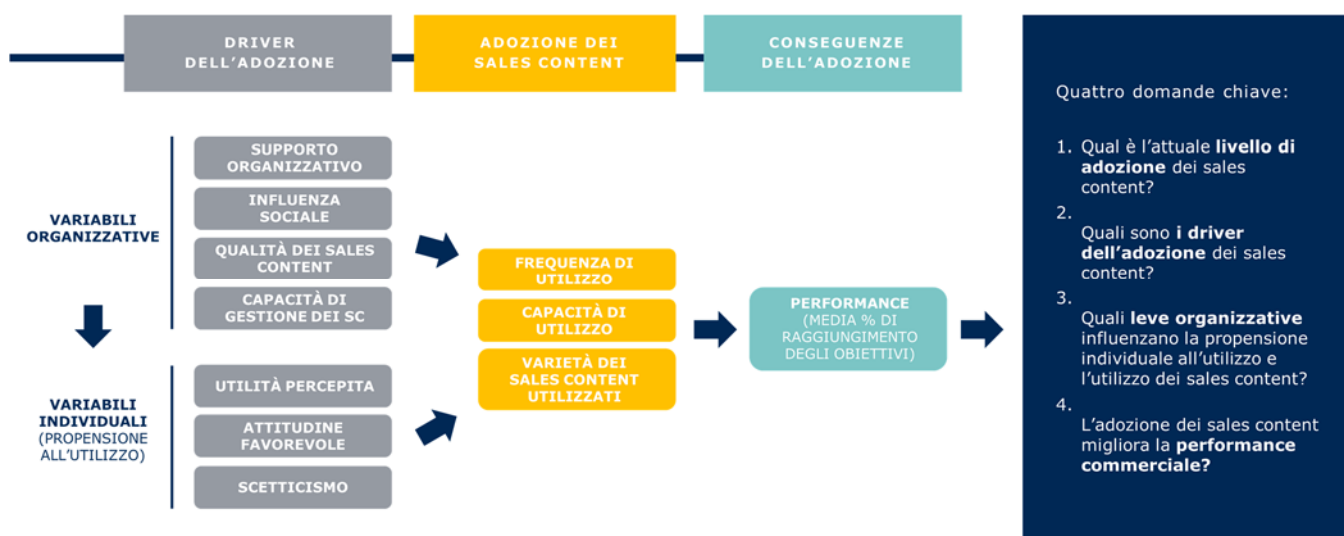 DRIVER
DELL'ADOZIONE
ADOZIONE DEI
SALES CONTENT
CONSEGUENZE
DELL'ADOZIONE
VARIABILI
ORGANIZZATIVE
SUPPORTO
ORGANIZZATIVO
INFLUENZA
SOCIALE
QUALITÀ DEI SALES
CONTENT
CAPACITÀ DI
GESTIONE DEI SC
VARIABILI
INDIVIDUALI
(PROPENSIONE
ALL'UTILIZZO)
UTILITÀ PERCEPITA
ATTITUDINE
FAVOREVOLE
SCETTICISMO
FREQUENZA DI
UTILIZZO
CAPACITÀ DI
UTILIZZO
VARIETÀ DEI
SALES CONTENT
UTILIZZATI
PERFORMANCE
(MEDIA % DI
RAGGIUNGIMENTO
DEGLI OBIETTIVI)
Quattro domande chiave:
1. Qual è l'attuale livello di
adozione dei sales
content?
2.
Quali sono i driver
dell'adozione dei sales
content?
3.
Quali leve organizzative
influenzano la propensione
individuale all'utilizzo e
l'utilizzo dei sales content?
4.
L'adozione dei sales content
migliora la performance
commerciale?